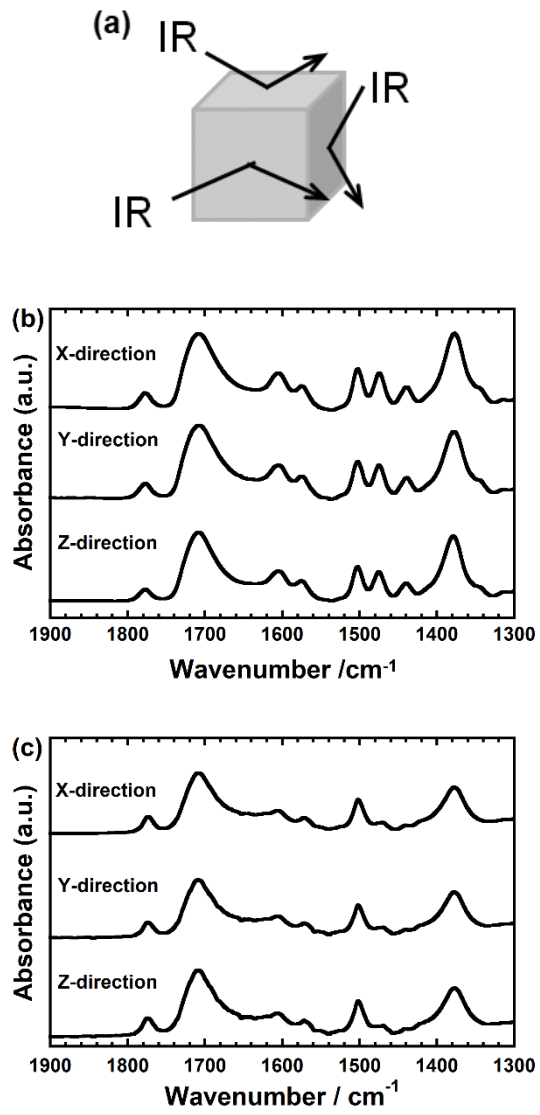 (a)
IR
IR
IR
(b)
X-direction
Y-direction
Z-direction
Absorbance (a.u.)
1900 1800 1700 1600 1500 1400 1300
Wavenumber /cm-1
(c)
X-direction
Y-direction
Z-direction
Absorbance (a.u.)
1900 1800 1700 1600 1500 1400 1300
Wavenumber / cm-1